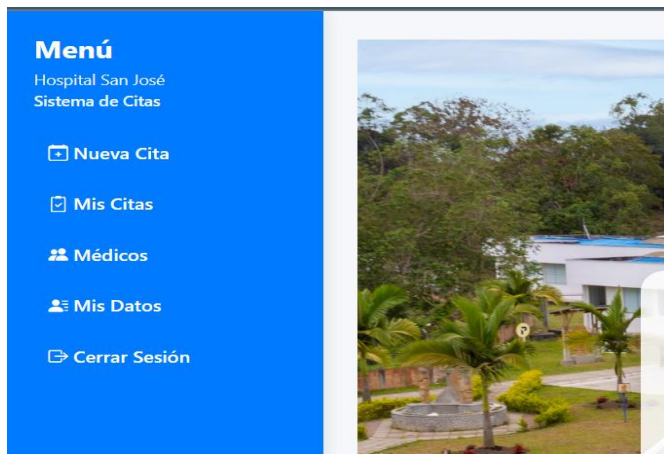 Menú
Hospital San José
Sistema de Citas
Nueva Cita
Mis Citas
Médicos
Mis Datos
Cerrar Sesión